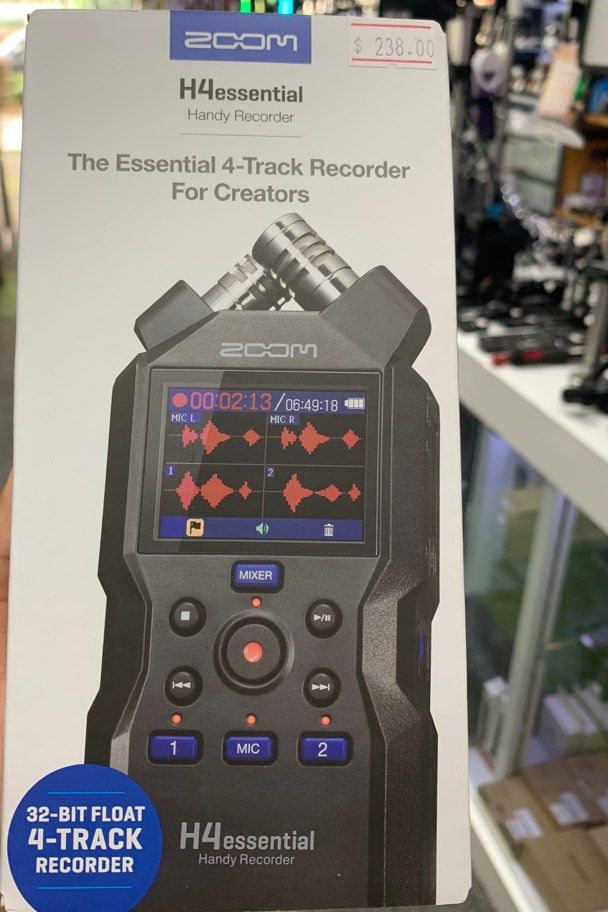 ZOOM
$ 238.00
H4essential
Handy Recorder
The Essential 4-Track Recorder
For Creators
ZOOM
00:02:13/06:49:18
MIC L
MIC R
1
2
MIXER
1
MIC
2
32-BIT FLOAT
4-TRACK
RECORDER
H4essential
Handy Recorder